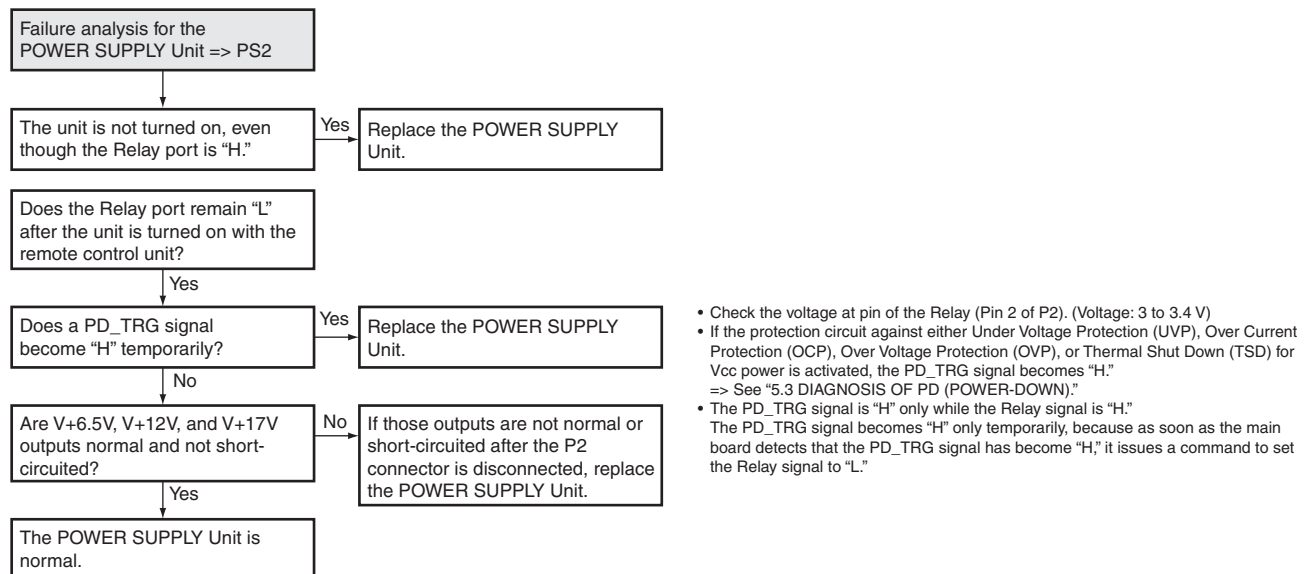 Failure analysis for the
POWER SUPPLY Unit => PS2
The unit is not turned on, even
though the Relay port is “H.”
Yes
Replace the POWER SUPPLY
Unit.
Does the Relay port remain “L”
after the unit is turned on with the
remote control unit?
Yes
Does a PD_TRG signal
become “H” temporarily?
Yes
Replace the POWER SUPPLY
Unit.
No
Are V+6.5V, V+12V, and V+17V
outputs normal and not short-
circuited?
No
If those outputs are not normal or
short-circuited after the P2
connector is disconnected, replace
the POWER SUPPLY Unit.
Yes
The POWER SUPPLY Unit is
normal.
• Check the voltage at pin of the Relay (Pin 2 of P2). (Voltage: 3 to 3.4 V)
• If the protection circuit against either Under Voltage Protection (UVP), Over Current
Protection (OCP), Over Voltage Protection (OVP), or Thermal Shut Down (TSD) for
Vcc power is activated, the PD_TRG signal becomes “H.”
=> See “5.3 DIAGNOSIS OF PD (POWER-DOWN).”
• The PD_TRG signal is “H” only while the Relay signal is “H.”
The PD_TRG signal becomes “H” only temporarily, because as soon as the main
board detects that the PD_TRG signal has become “H,” it issues a command to set
the Relay signal to “L.”